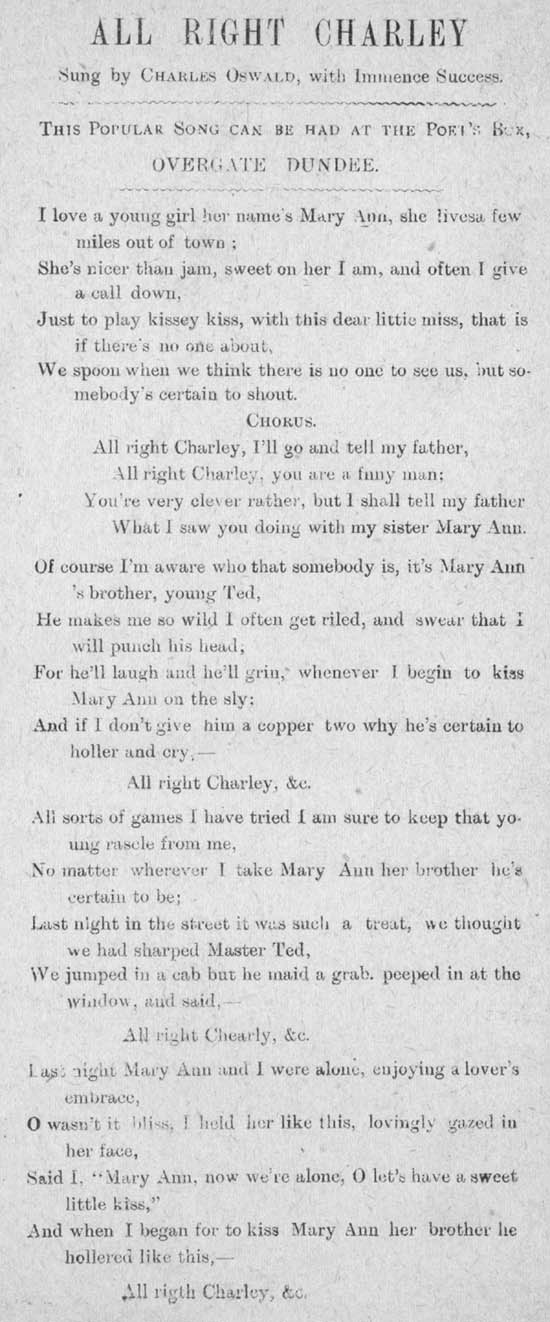 ALL RIGHT CHARLEY
Sung by CHARLES OSWALD, with Immence Success.
THIS POPULAR SONG CAN BE HAD AT THE POET'S BOX,
OVERGATE DUNDEE.
I love a young girl her name's Mary Ann, she livesa few
miles out of town ;
She's nicer than jam, sweet on her I am, and often I give
a call down,
Just to play kissey kiss, with this dear little miss, that is
if there's no one about,
We spoon when we think there is no one to see us, but so-
mebody's certain to shout.
CHORUS.
All right Charley, I'll go and tell my father,
All right Charley, you are a fnny man;
You're very clever rather, but I shall tell my father
What I saw you doing with my sister Mary Ann.
Of course I'm aware who that somebody is, it's Mary Ann
's brother, young Ted,
He makes me so wild I often get riled, and swear that I
will punch his head;
For he'll laugh and he'll grin, whenever I begin to kiss
Mary Ann on the sly;
And if I don't give him a copper two why he's certain to
holler and cry,—
All right Charley, &c.
All sorts of games I have tried I am sure to keep that yo-
ung rascle from me,
No matter wherever I take Mary Ann her brother he's
certain to be;
Last night in the street it was such a treat, we thought
we had sharped Master Ted,
We jumped in a cab but he maid a grab. peeped in at the
window, and said,—
All right Chearly, &c.
Last night Mary Ann and I were alone, enjoying a lover's
embrace,
O wasn't it bliss, I held her like this, lovingly gazed in
her face,
Said I, "Mary Ann, now we're alone, O let's have a sweet
little kiss,"
And when I began for to kiss Mary Ann her brother he
hollered like this,—
All rigth Charley, &c.